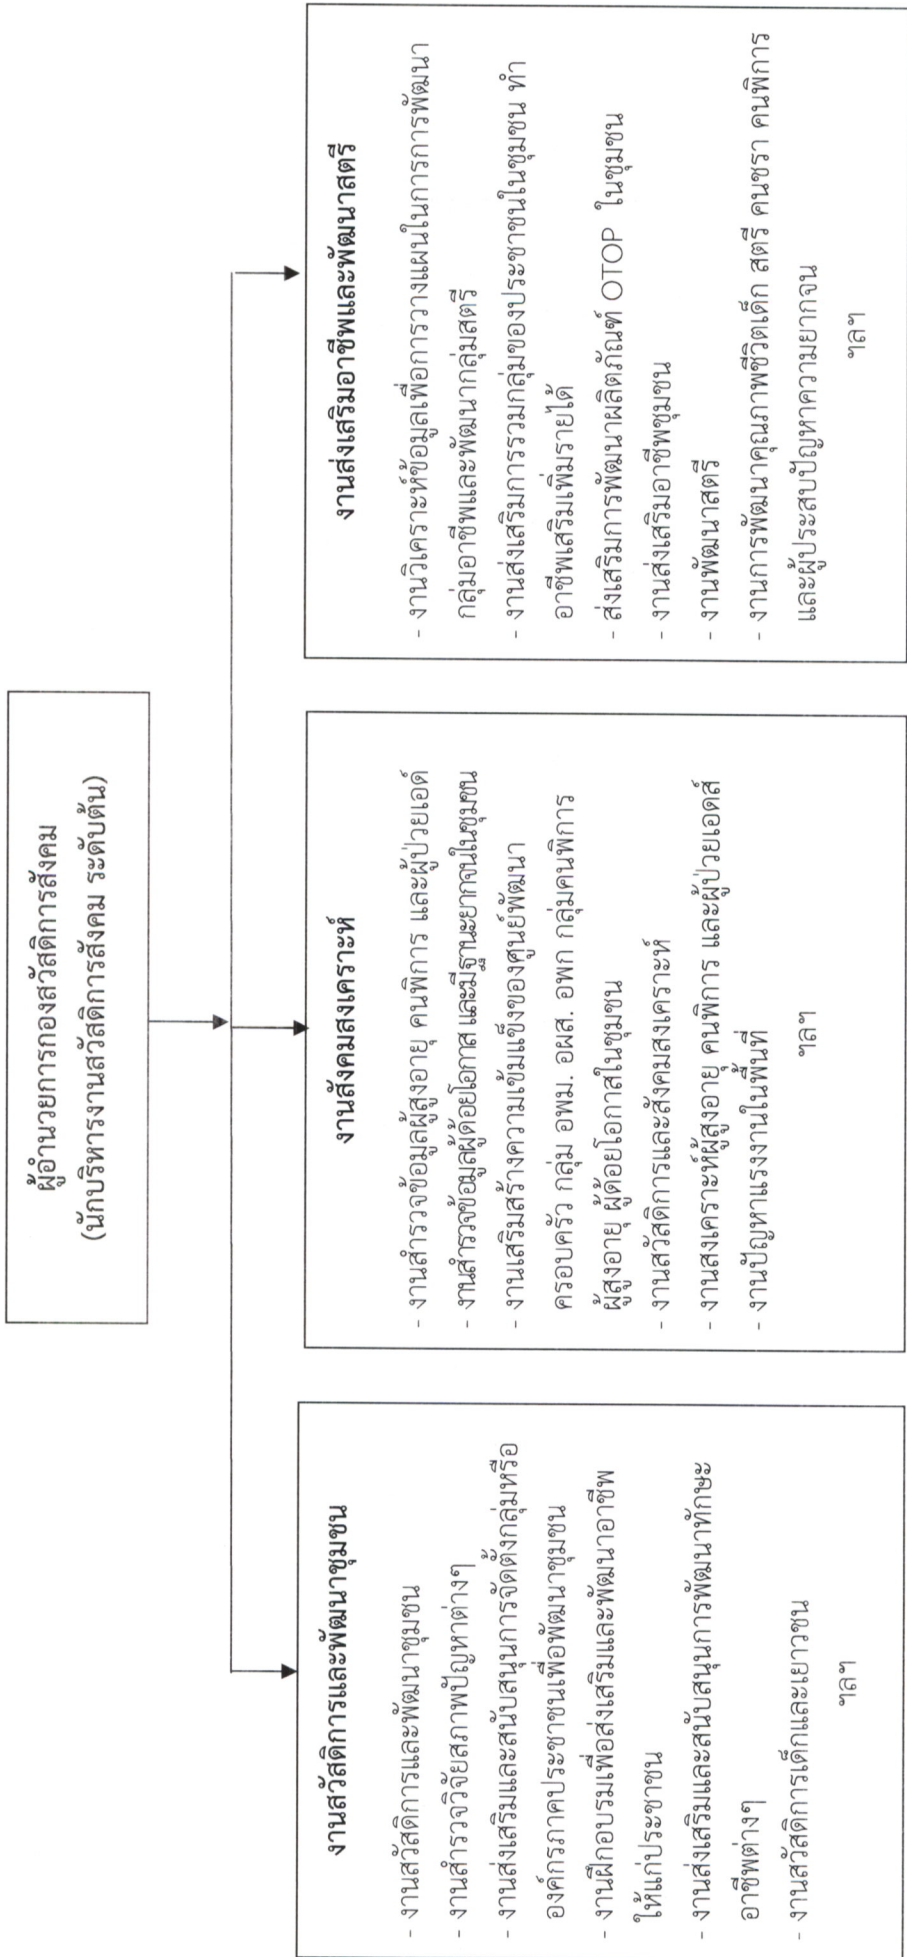 ผู้อำนวยการกองสวัสดิการสังคม
(นักบริหารงานสวัสดิการสังคม ระดับต้น)
งานสวัสดิการและพัฒนาชุมชน
- งานสวัสดิการและพัฒนาชุมชน
- งานสำรวจวิจัยสภาพปัญหาต่างๆ
- งานส่งเสริมและสนับสนุนการจัดตั้งกลุ่มหรือ
องค์กรภาคประชาชนเพื่อพัฒนาชุมชน
- งานฝึกอบรมเพื่อส่งเสริมและพัฒนาอาชีพ
ให้แก่ประชาชน
- งานส่งเสริมและสนับสนุนการพัฒนาทักษะ
อาชีพต่างๆ
- งานสวัสดิการเด็กและเยาวชน
ฯลฯ
งานสังคมสงเคราะห์
- งานสำรวจข้อมูลผู้สูงอายุ คนพิการ และผู้ป่วยเอด์
- งานสำรวจข้อมูลผู้ด้อยโอกาส และมีฐานะยากจนในชุมชน
- งานเสริมสร้างความเข้มแข็งของศูนย์พัฒนา
ครอบครัว กลุ่ม อพม. อผส. อพก กลุ่มคนพิการ
ผู้สูงอายุ ผู้ด้อยโอกาสในชุมชน
- งานสวัสดิการและสังคมสงเคราะห์
- งานสงเคราะห์ผู้สูงอายุ คนพิการ และผู้ป่วยเอดส์
- งานปัญหาแรงงานในพื้นที่
ฯลฯ
งานส่งเสริมอาชีพและพัฒนาสตรี
- งานวิเคราะห์ข้อมูลเพื่อการวางแผนในการการพัฒนา
กลุ่มอาชีพและพัฒนากลุ่มสตรี
- งานส่งเสริมการรวมกลุ่มของประชาชนในชุมชน ทำ
อาชีพเสริมเพิ่มรายได้
- ส่งเสริมการพัฒนาผลิตภัณฑ์ OTOP ในชุมชน
- งานส่งเสริมอาชีพชุมชน
- งานพัฒนาสตรี
- งานการพัฒนาคุณภาพชีวิตเด็ก สตรี คนชรา คนพิการ
และผู้ประสบปัญหาความยากจน
ฯลฯ